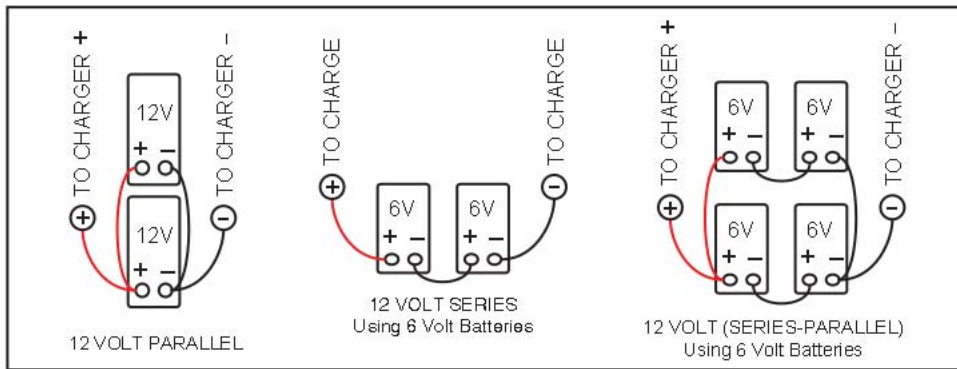 TO CHARGER +
TO CHARGER -
12V
+ -
+
-
12V
+ -
12 VOLT PARALLEL
TO CHARGE
TO CHARGE
+
-
6V
+ -
6V
+ -
12 VOLT SERIES
Using 6 Volt Batteries
TO CHARGER +
TO CHARGER -
6V
+ -
6V
+ -
+
-
6V
+ -
6V
+ -
12 VOLT (SERIES-PARALLEL)
Using 6 Volt Batteries